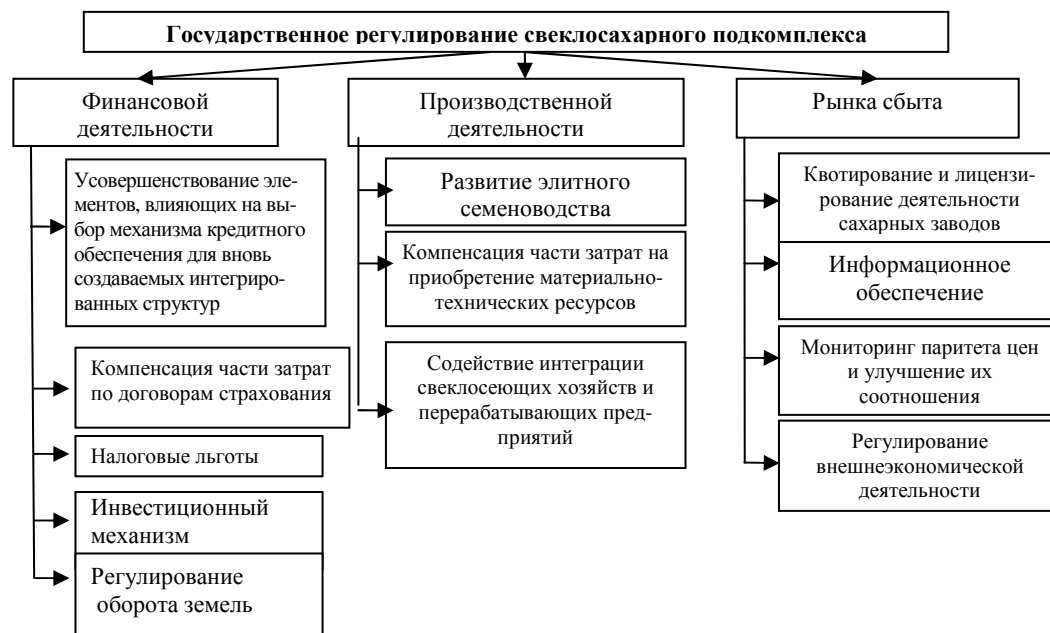 Государственное регулирование свеклосахарного подкомплекса
Финансовой
деятельности
Усовершенствование эле-
ментов, влияющих на вы-
бор механизма кредитного
обеспечения для вновь
создаваемых интегриро-
ванных структур
Компенсация части затрат
по договорам страхования
Налоговые льготы
Инвестиционный
механизм
Регулирование
оборота земель
Производственной
деятельности
Развитие элитного
семеноводства
Компенсация части затрат на
приобретение материально-
технических ресурсов
Содействие интеграции
свеклосеющих хозяйств и
перерабатывающих пред-
приятий
Рынка сбыта
Квотирование и лицензи-
рование деятельности
сахарных заводов
Информационное
обеспечение
Мониторинг паритета цен
и улучшение их
соотношения
Регулирование
внешнеэкономической
деятельности